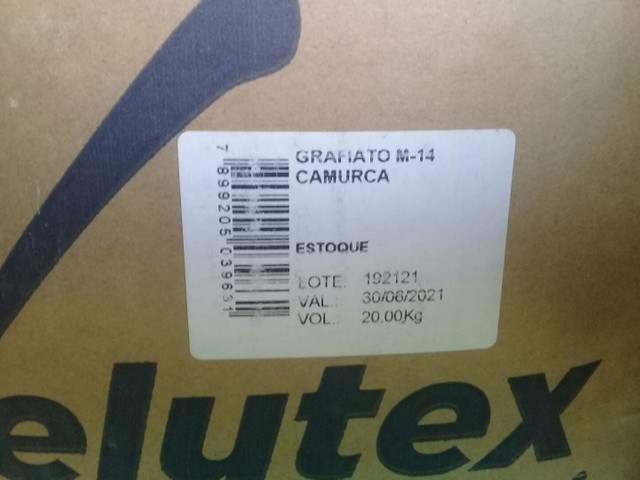 GRAFIATO M-14
CAMURCA
ESTOQUE
LOTE: 192121
VAL.: 30/06/2021
VOL.: 20,00Kg
7 899205 039631
elutex